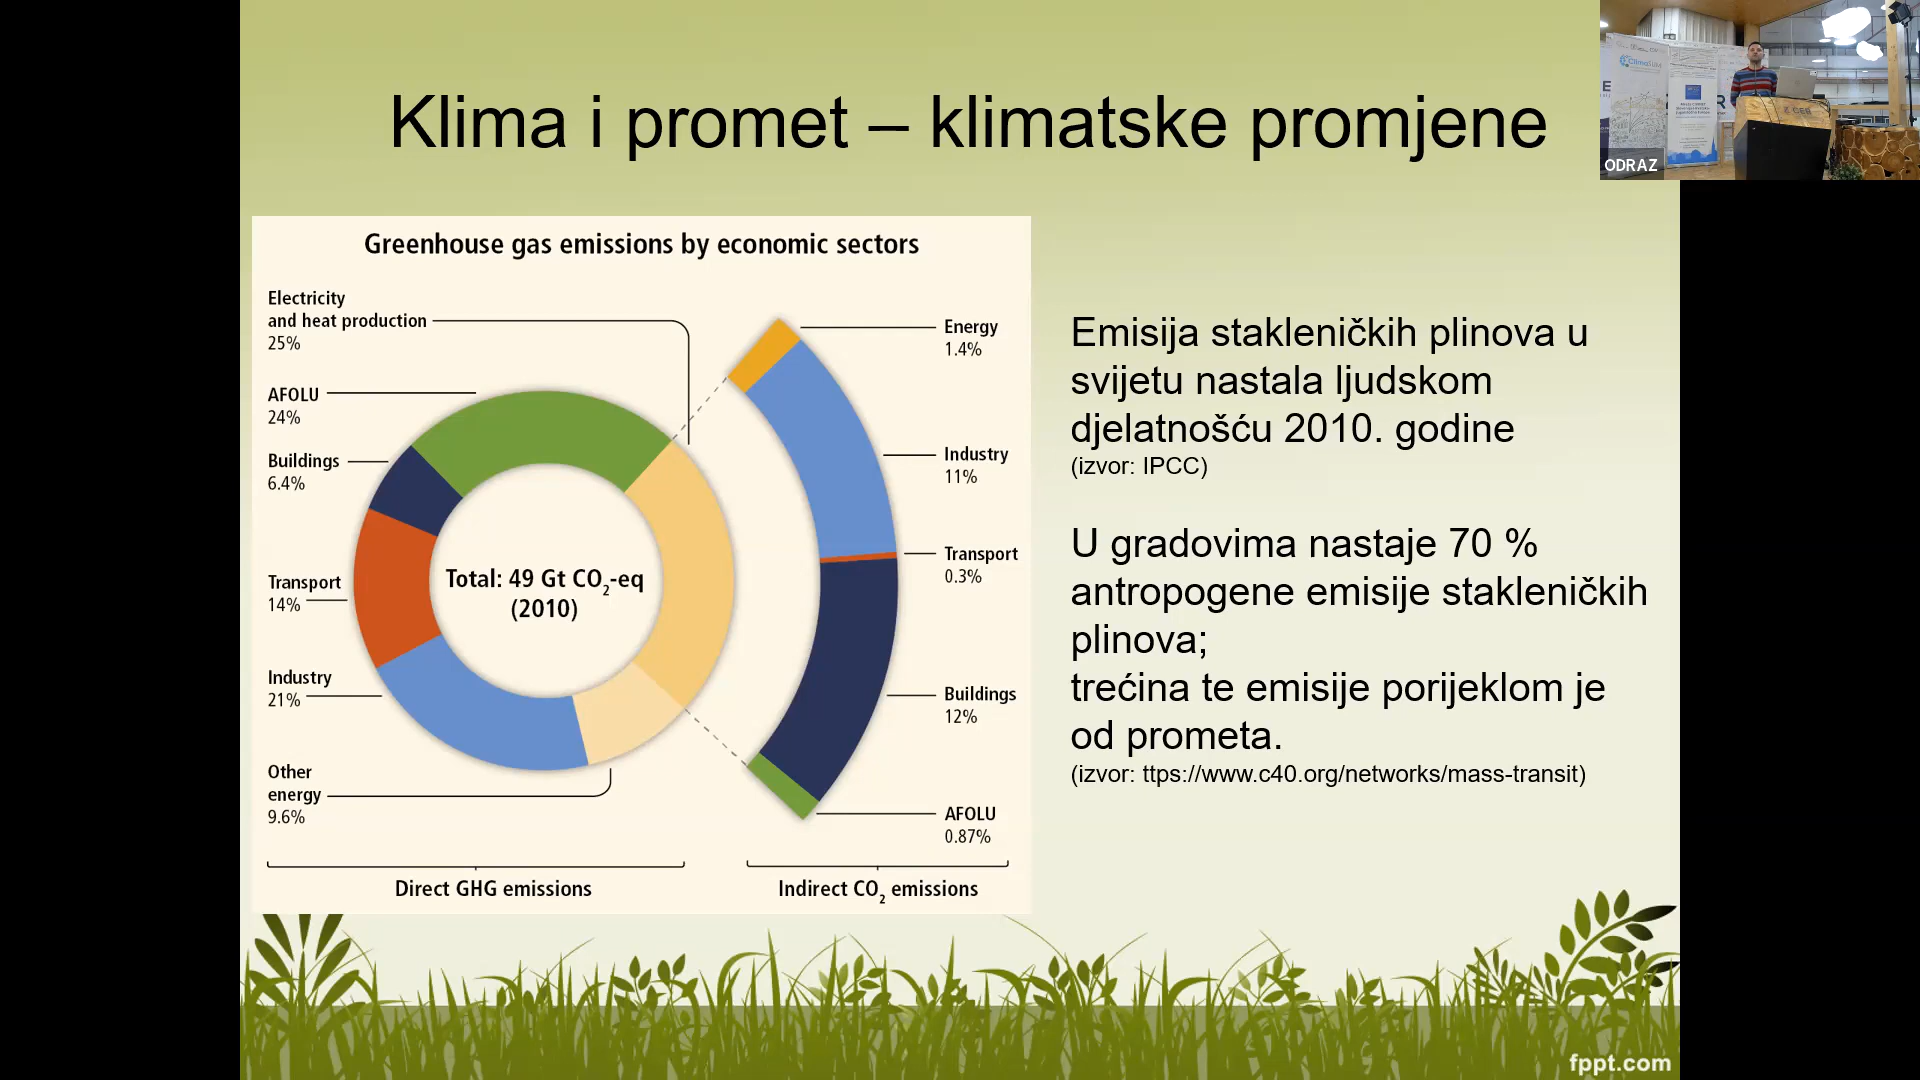 Klima i promet – klimatske promjene
ODRAZ
Greenhouse gas emissions by economic sectors
Electricity
and heat production
25%
AFOLU
24%
Buildings
6.4%
Transport
14%
Industry
21%
Other
energy
9.6%
Total: 49 Gt CO2-eq
(2010)
Energy
1.4%
Industry
11%
Transport
0.3%
Buildings
12%
AFOLU
0.87%
Direct GHG emissions
Indirect CO2 emissions
Emisija stakleničkih plinova u
svijetu nastala ljudskom
djelatnošću 2010. godine
(izvor: IPCC)
U gradovima nastaje 70 %
antropogene emisije stakleničkih
plinova;
trećina te emisije porijeklom je
od prometa.
(izvor: ttps://www.c40.org/networks/mass-transit)
fppt.com